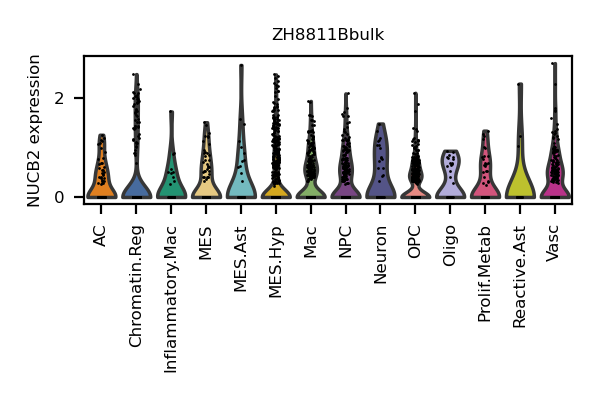 ZH8811Bbulk
NUCB2 expression
2
0
AC
Chromatin.Reg
Inflammatory.Mac
MES
MES.Ast
MES.Hyp
Mac
NPC
Neuron
OPC
Oligo
Prolif.Metab
Reactive.Ast
Vasc